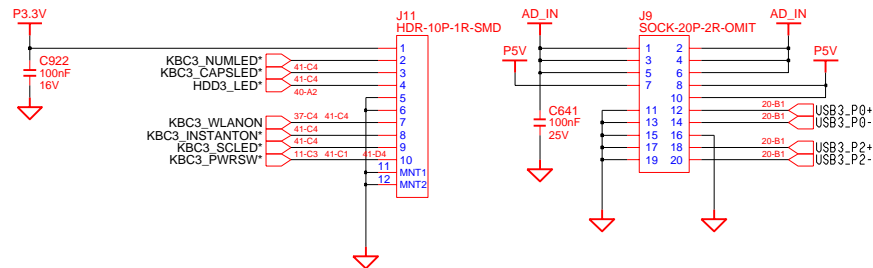 P3.3V
C922
100nF
16V
J11
HDR-10P-1R-SMD
1
KBC3_NUMLED* 2
KBC3_CAPSLED* 41-C4 3
HDD3_LED* 41-C4 4
40-A2 5
6
KBC3_WLANON 37-C4 41-C4 7
KBC3_INSTANTON* 41-C4 8
KBC3_SCLED* 41-C4 9
KBC3_PWRSW* 11-C3 41-C1 41-D4 10
11 MNT1
12 MNT2
AD_IN
J9
SOCK-20P-2R-OMIT
AD_IN
P5V
P5V
1 2
3 4
5 6
7 8
10
11 12 20-B1 USB3_P0+
13 14 20-B1 USB3_P0-
15 16
17 18 20-B1 USB3_P2+
19 20 20-B1 USB3_P2-
C641
100nF
25V